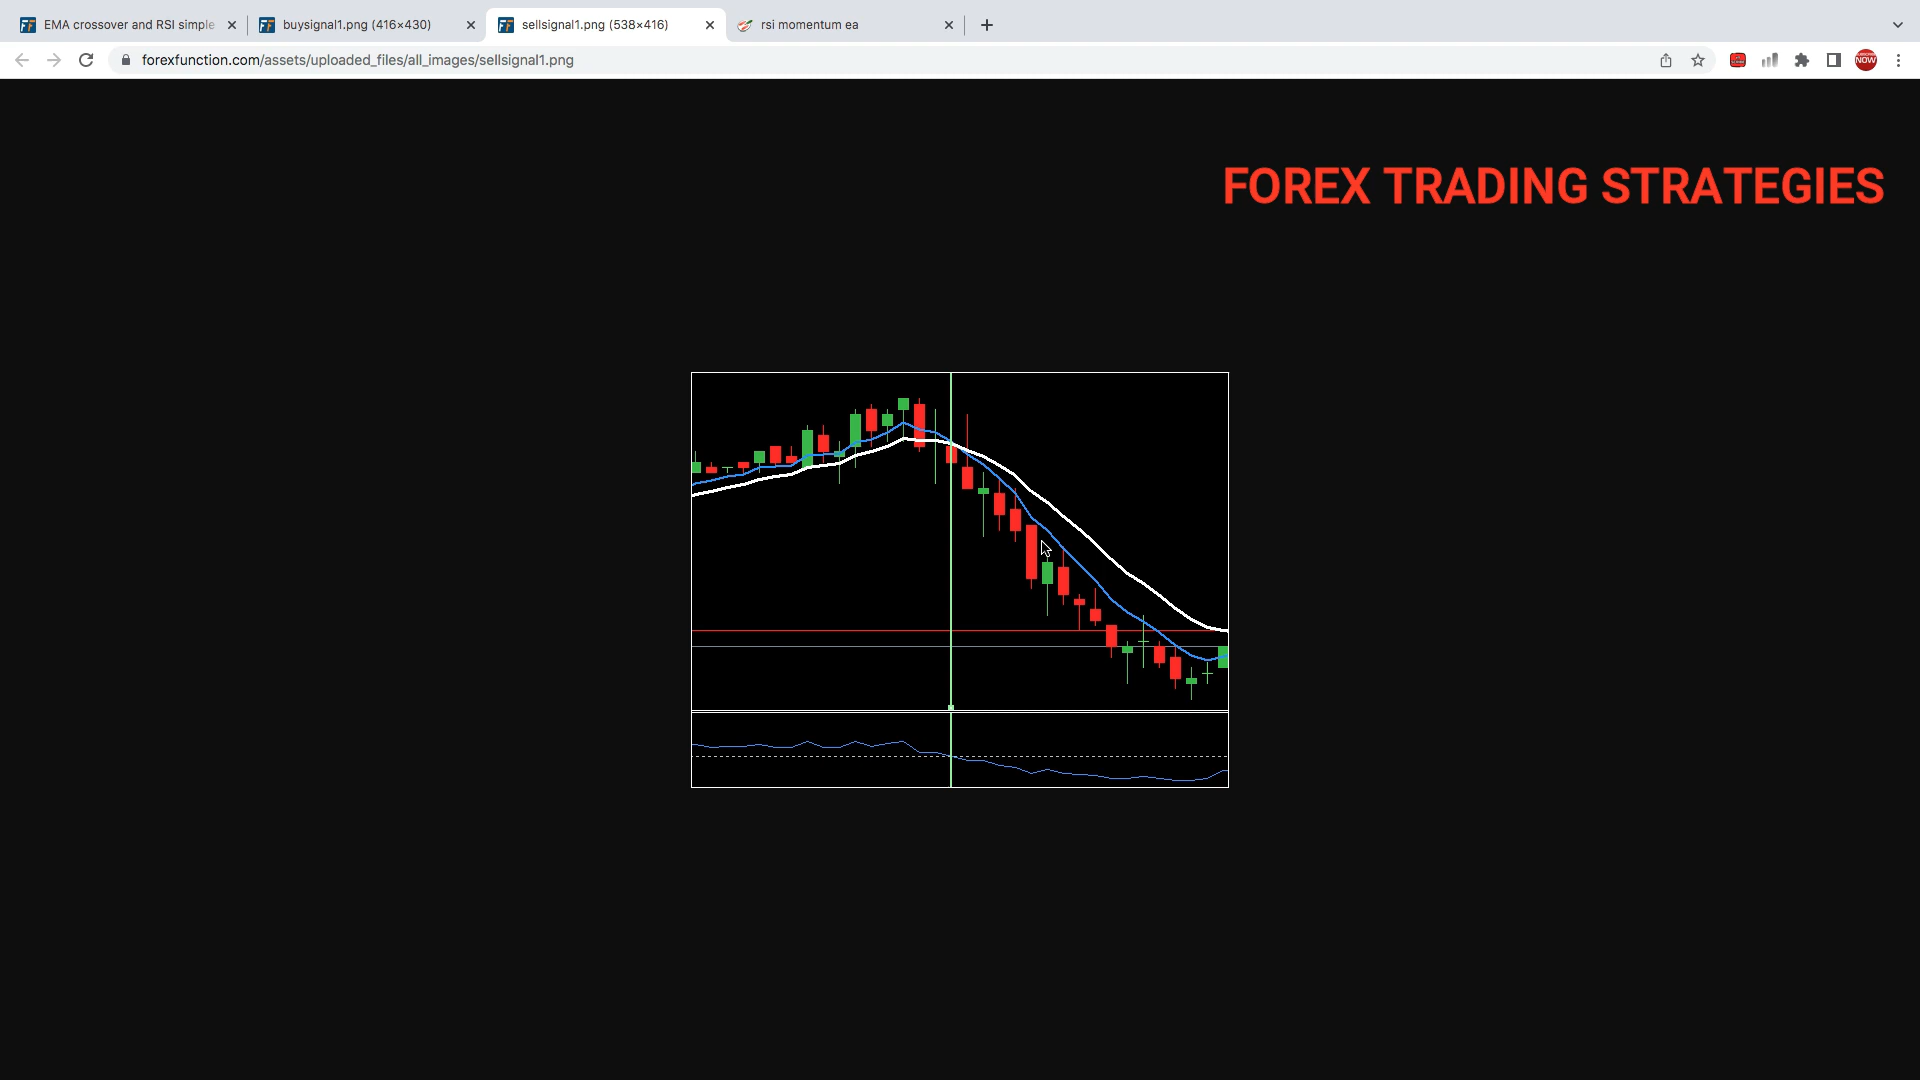 EMA crossover and RSI simple
buysignal1.png (416×430)
sellsignal1.png (538×416)
rsi momentum ea
forexfunction.com/assets/uploaded_files/all_images/sellsignal1.png
NOW
FOREX TRADING STRATEGIES